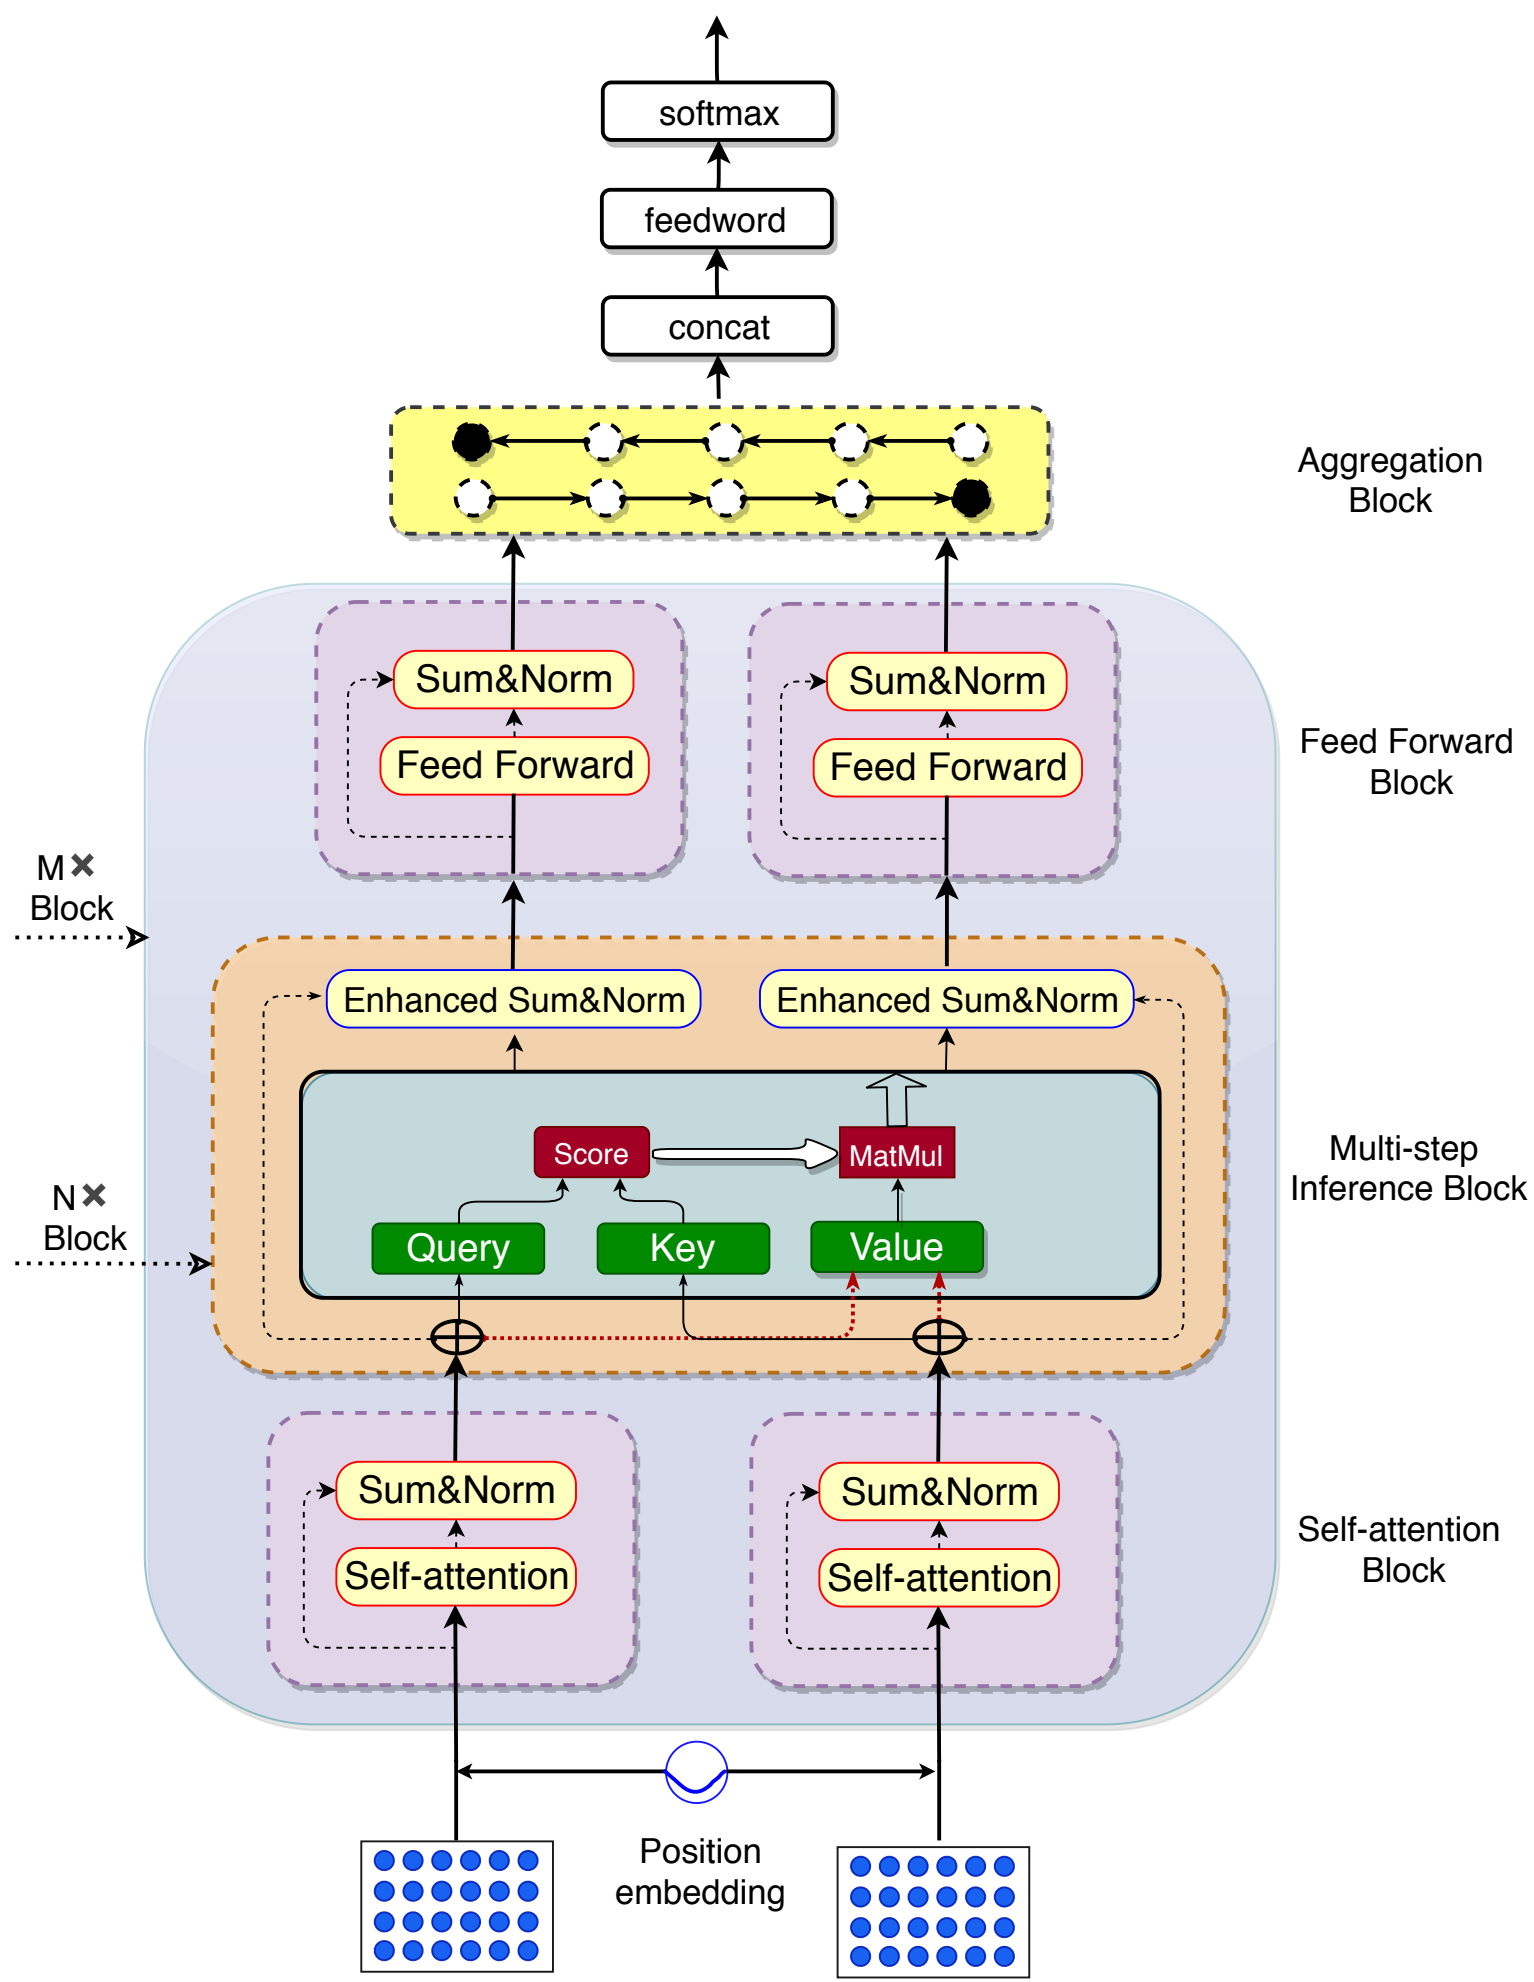 softmax
feedword
concat
Aggregation
Block
Sum&Norm
Sum&Norm
Feed Forward
Feed Forward
Feed Forward
Block
M✖
Block
Enhanced Sum&Norm
Enhanced Sum&Norm
Score
MatMul
Multi-step
Inference Block
N✖
Block
Query
Key
Value
Sum&Norm
Sum&Norm
Self-attention
Self-attention
Self-attention
Block
Position
embedding